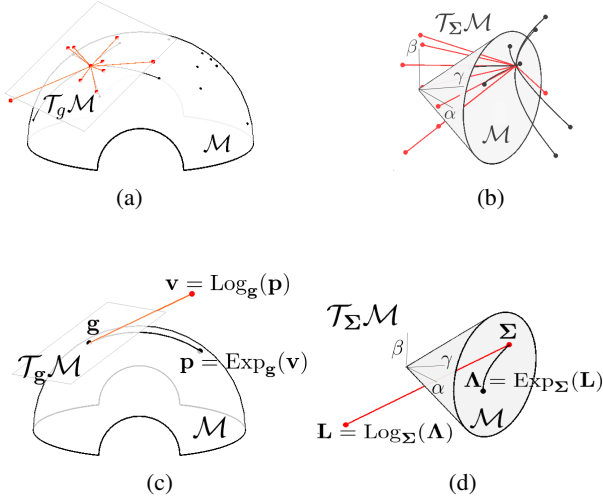 𝒯_g ℳ
ℳ
(a)
𝒯_Σ ℳ
β
γ
α
ℳ
(b)
v = Log_g(p)
g
𝒯_g ℳ
p = Exp_g(v)
ℳ
(c)
𝒯_Σ ℳ
Σ
β
γ
α
Λ = Exp_Σ(L)
ℳ
L = Log_Σ(Λ)
(d)